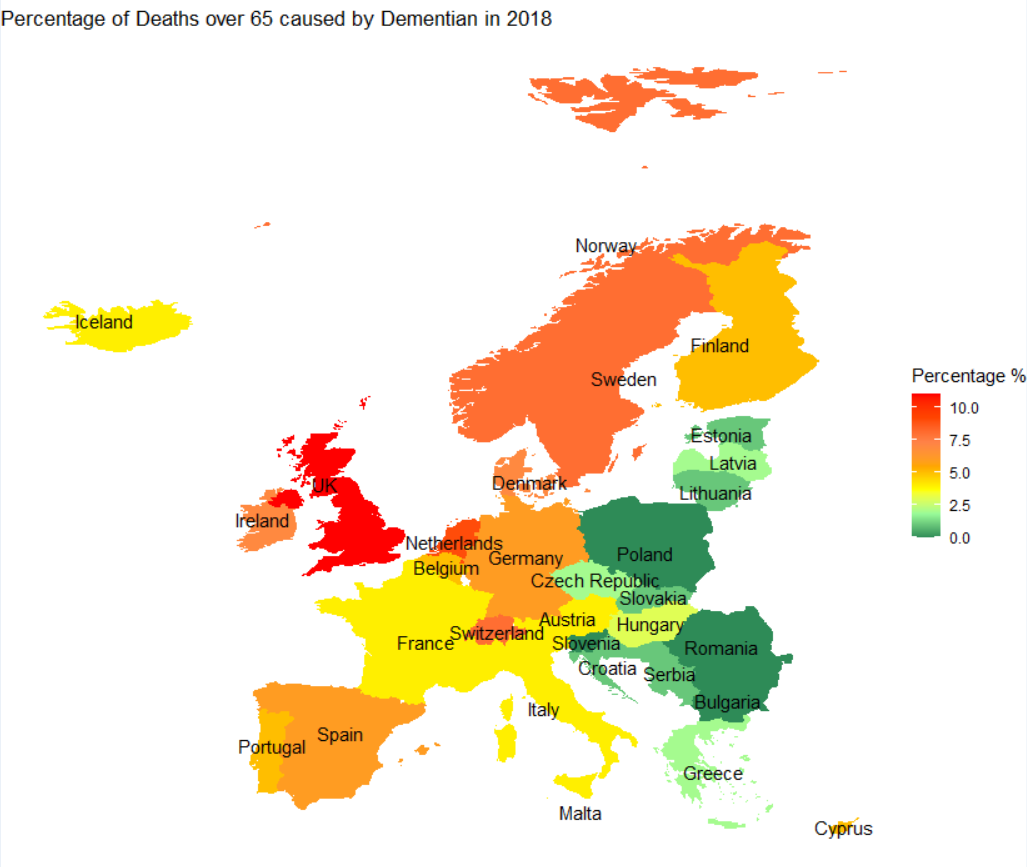 Percentage of Deaths over 65 caused by Dementian in 2018
Norway
Iceland
Finland
Sweden
Percentage %
10.0
7.5
5.0
2.5
0.0
Estonia
Latvia
Lithuania
Denmark
UK
Ireland
Netherlands
Germany
Belgium
Poland
Czech Republic
Slovakia
Austria
Hungary
Switzerland
France
Slovenia
Romania
Croatia
Serbia
Bulgaria
Italy
Spain
Portugal
Greece
Malta
Cyprus